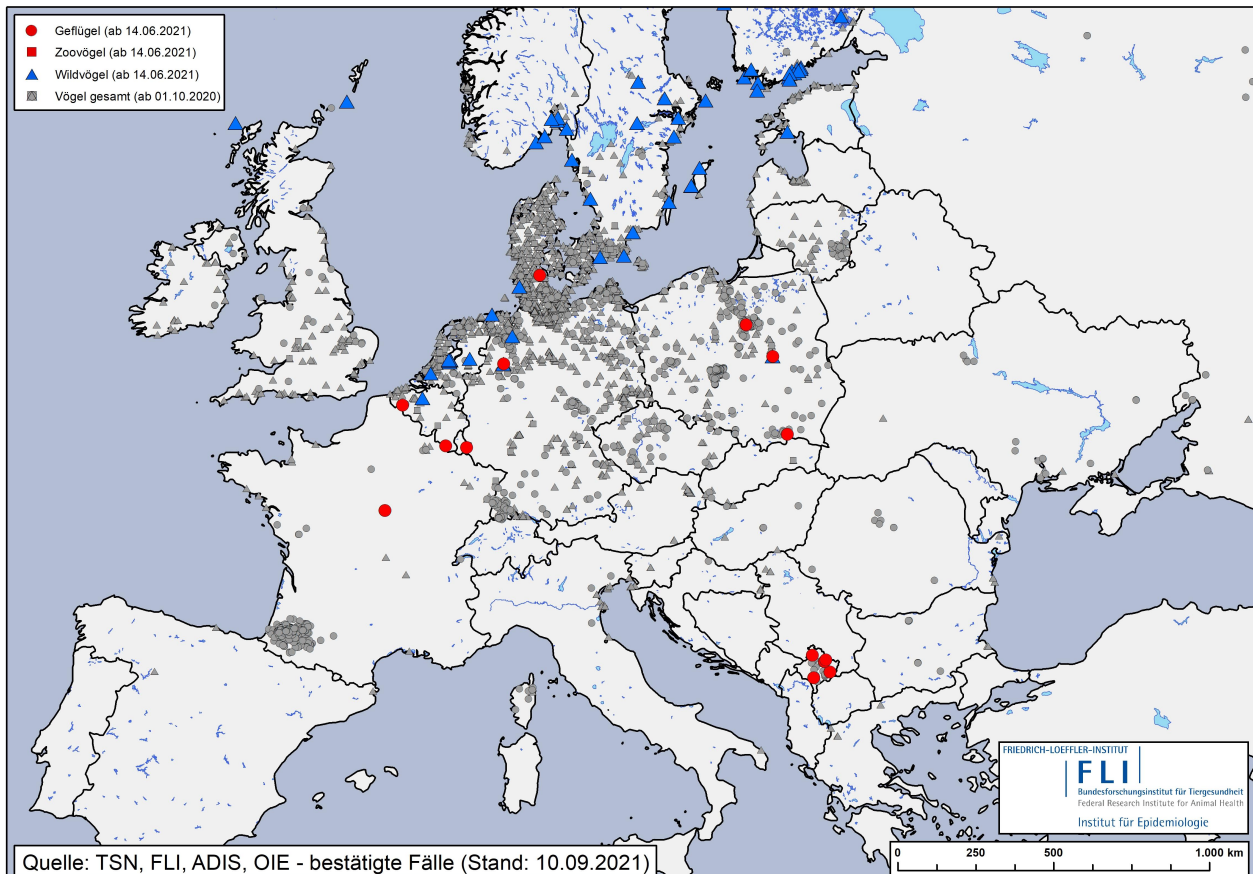 Geflügel (ab 14.06.2021)
Zoovögel (ab 14.06.2021)
Wildvögel (ab 14.06.2021)
Vögel gesamt (ab 01.10.2020)
FRIEDRICH-LOEFFLER-INSTITUT
FLI
Bundesforschungsinstitut für Tiergesundheit
Federal Research Institute for Animal Health
Institut für Epidemiologie
Quelle: TSN, FLI, ADIS, OIE - bestätigte Fälle (Stand: 10.09.2021)
0 250 500 1.000 km